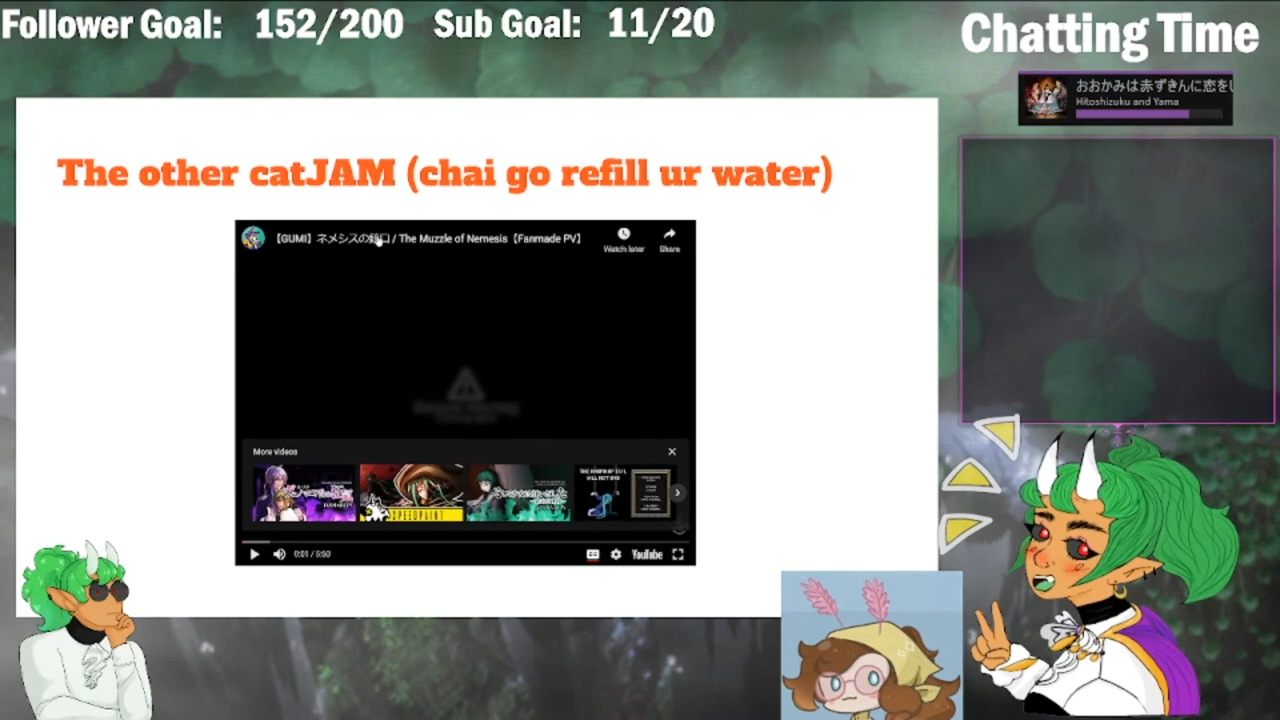 Follower Goal: 152/200 Sub Goal: 11/20
Chatting Time
おおかみは赤ずきんに恋を
Hitoshizuku and Yama
The other catJAM (chai go refill ur water)
【GUMI】ネメシスの銃口 / The Muzzle of Nemesis【Fanmade PV】
Watch later
Share
More videos
SPEEDPAINT
0:01 / 5:50
YouTube